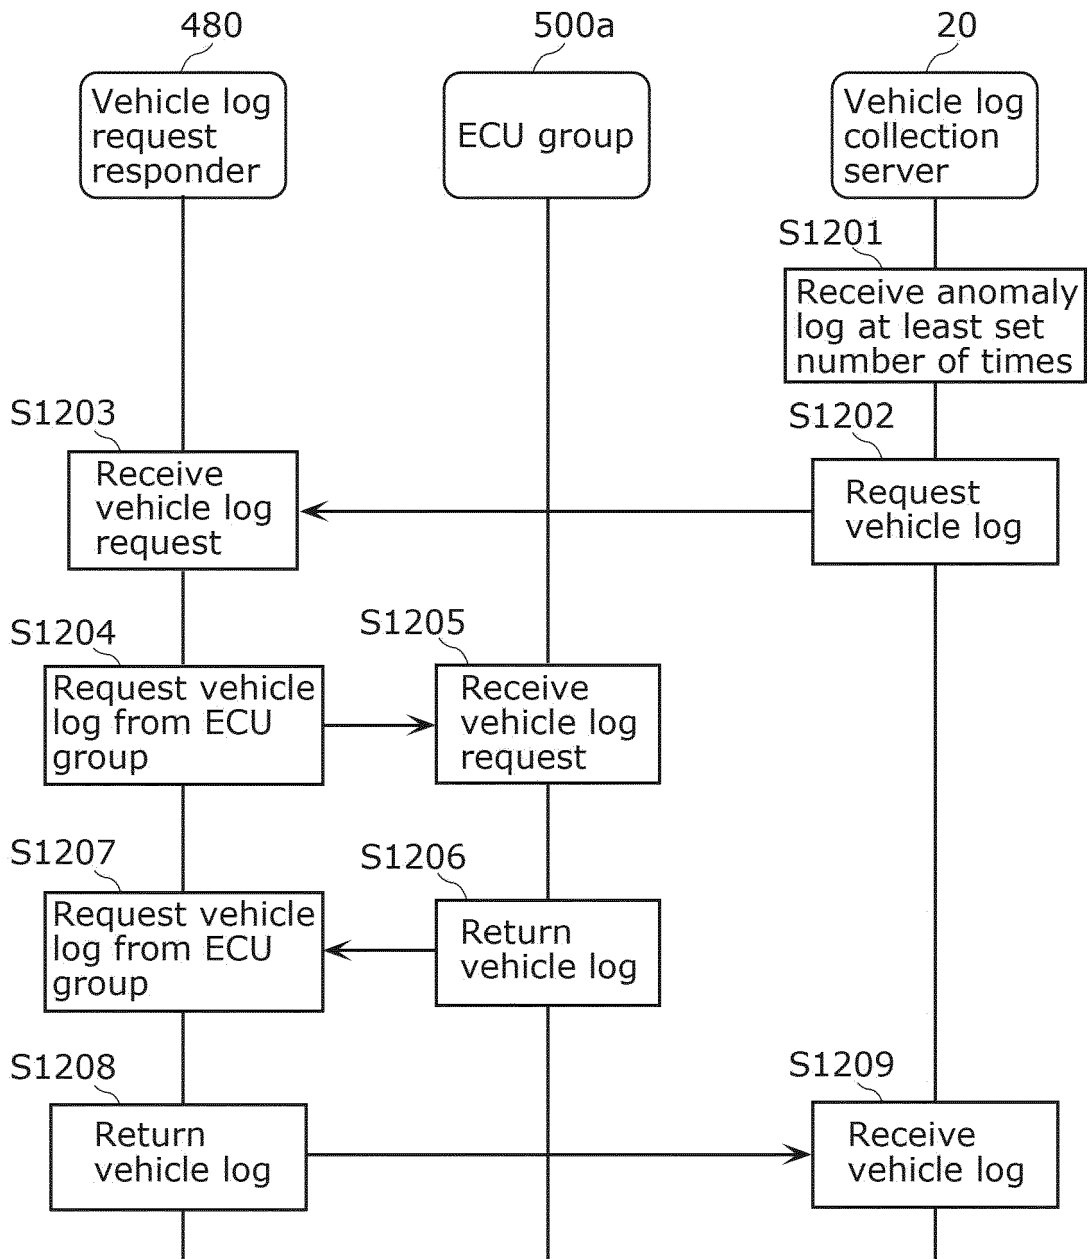 480
500a
20
Vehicle log
request
responder
ECU group
Vehicle log
collection
server
S1201
Receive anomaly
log at least set
number of times
S1203
Receive
vehicle log
request
S1202
Request
vehicle log
S1204
Request vehicle
log from ECU
group
S1205
Receive
vehicle log
request
S1207
Request vehicle
log from ECU
group
S1206
Return
vehicle log
S1208
Return
vehicle log
S1209
Receive
vehicle log